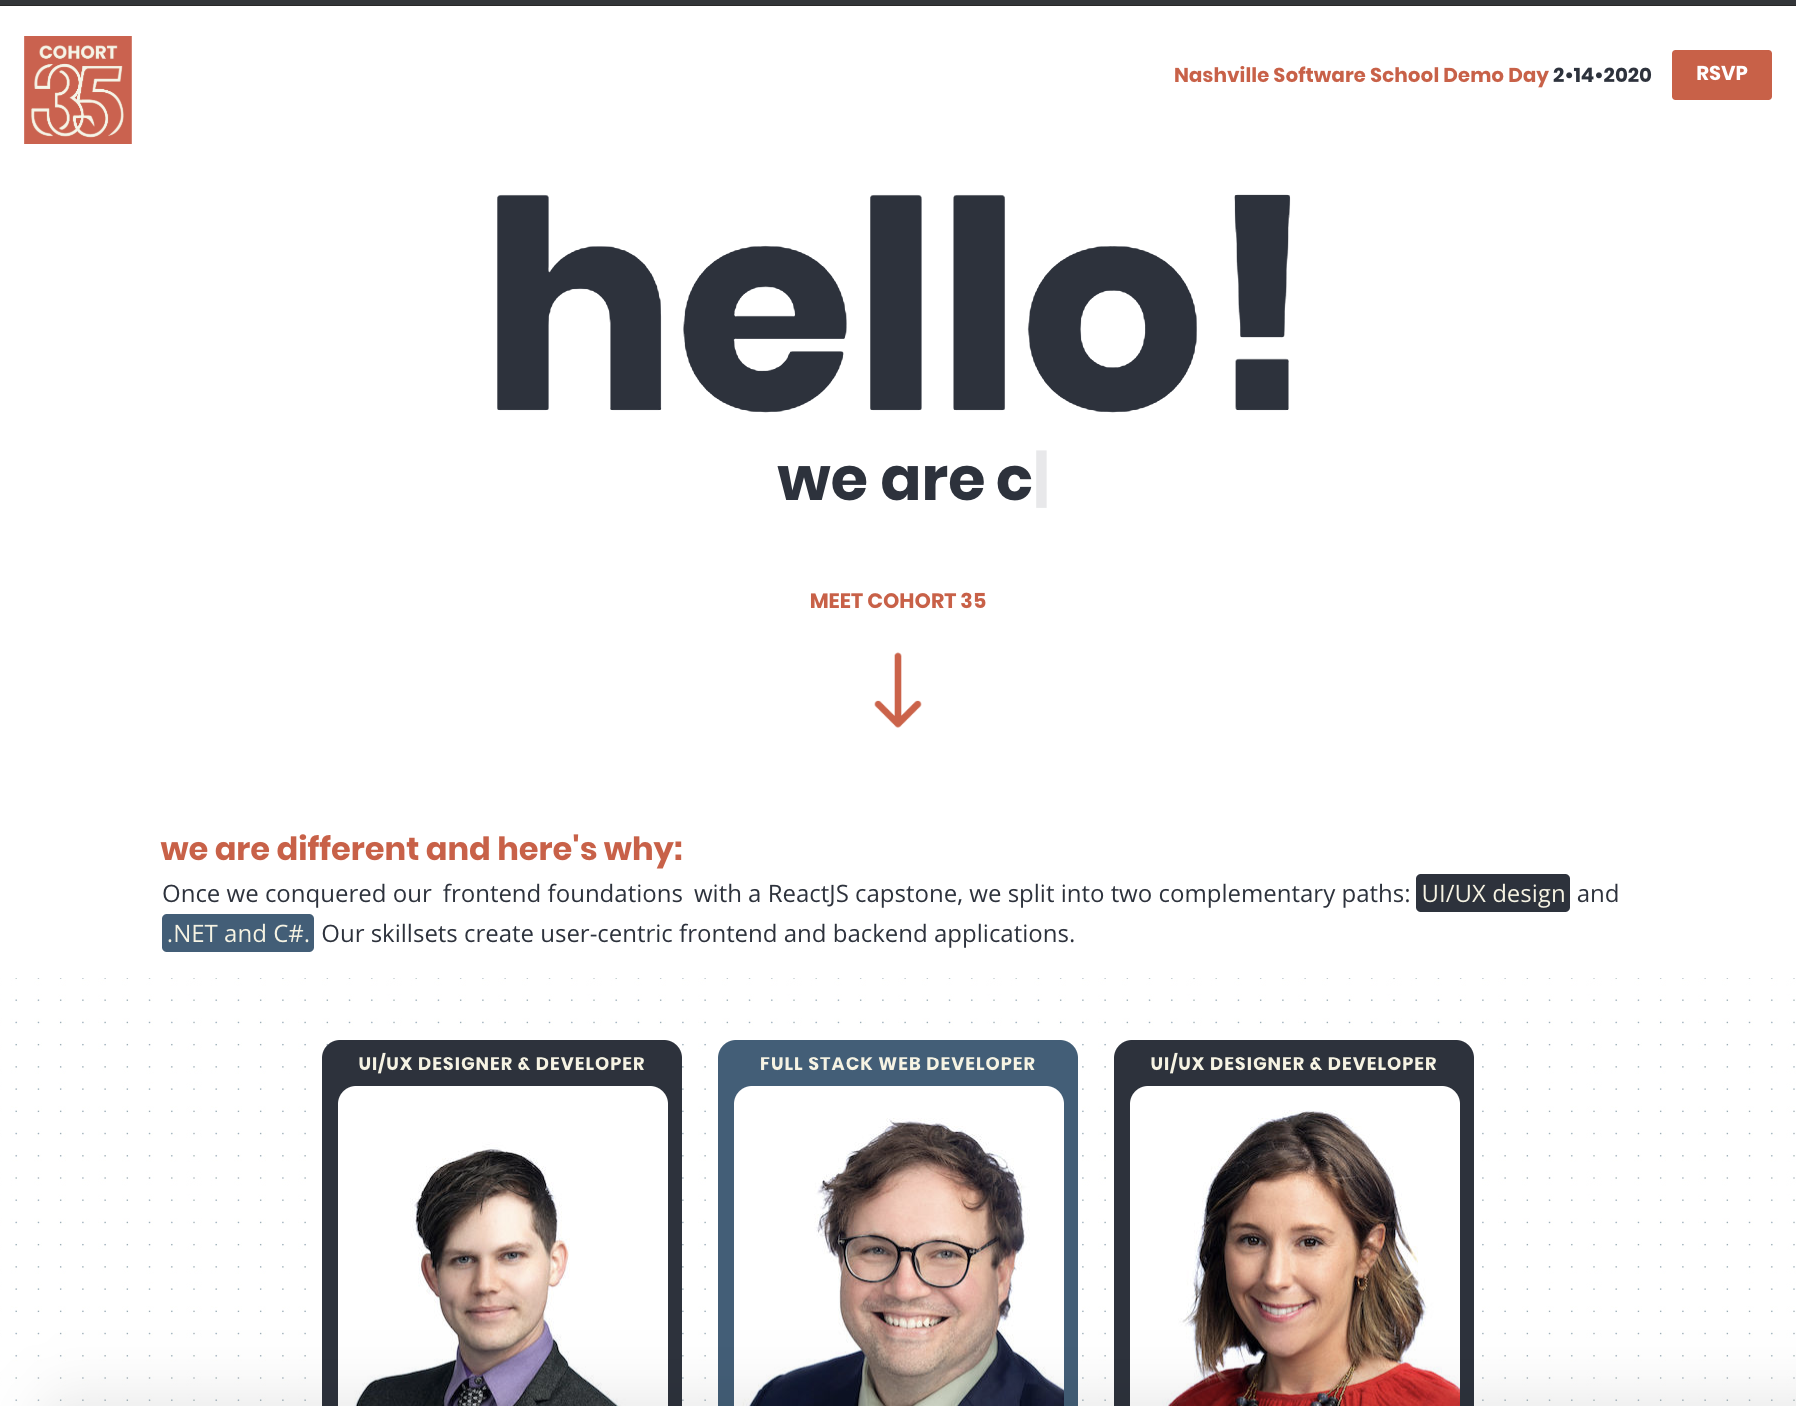 COHORT
35
Nashville Software School Demo Day 2•14•2020
RSVP
hello!
we are c
MEET COHORT 35
we are different and here's why:
Once we conquered our frontend foundations with a ReactJS capstone, we split into two complementary paths: UI/UX design and
.NET and C#. Our skillsets create user-centric frontend and backend applications.
UI/UX DESIGNER & DEVELOPER
FULL STACK WEB DEVELOPER
UI/UX DESIGNER & DEVELOPER